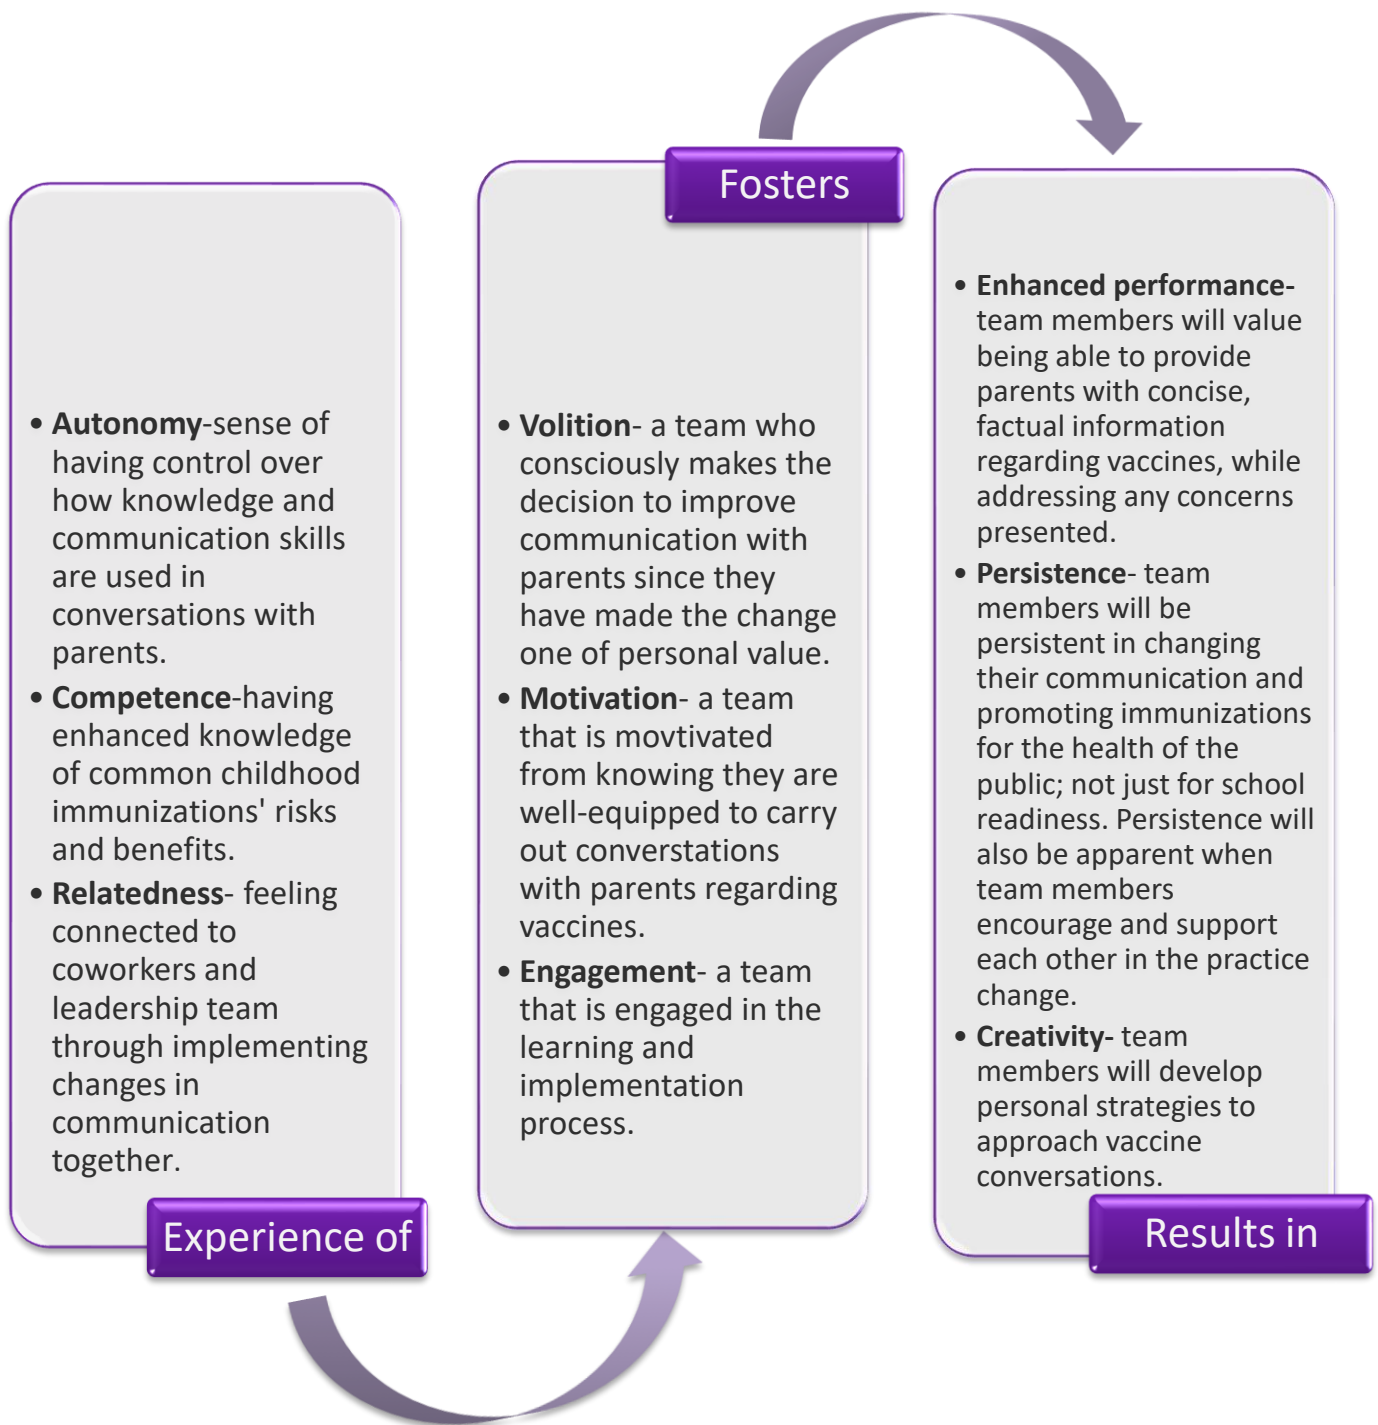 • Autonomy-sense of
having control over
how knowledge and
communication skills
are used in
conversations with
parents.
• Competence-having
enhanced knowledge
of common childhood
immunizations' risks
and benefits.
• Relatedness- feeling
connected to
coworkers and
leadership team
through implementing
changes in
communication
together.
Experience of
Fosters
• Volition- a team who
consciously makes the
decision to improve
communication with
parents since they
have made the change
one of personal value.
• Motivation- a team
that is movtivated
from knowing they are
well-equipped to carry
out converstations
with parents regarding
vaccines.
• Engagement- a team
that is engaged in the
learning and
implementation
process.
• Enhanced performance-
team members will value
being able to provide
parents with concise,
factual information
regarding vaccines, while
addressing any concerns
presented.
• Persistence- team
members will be
persistent in changing
their communication and
promoting immunizations
for the health of the
public; not just for school
readiness. Persistence will
also be apparent when
team members
encourage and support
each other in the practice
change.
• Creativity- team
members will develop
personal strategies to
approach vaccine
conversations.
Results in